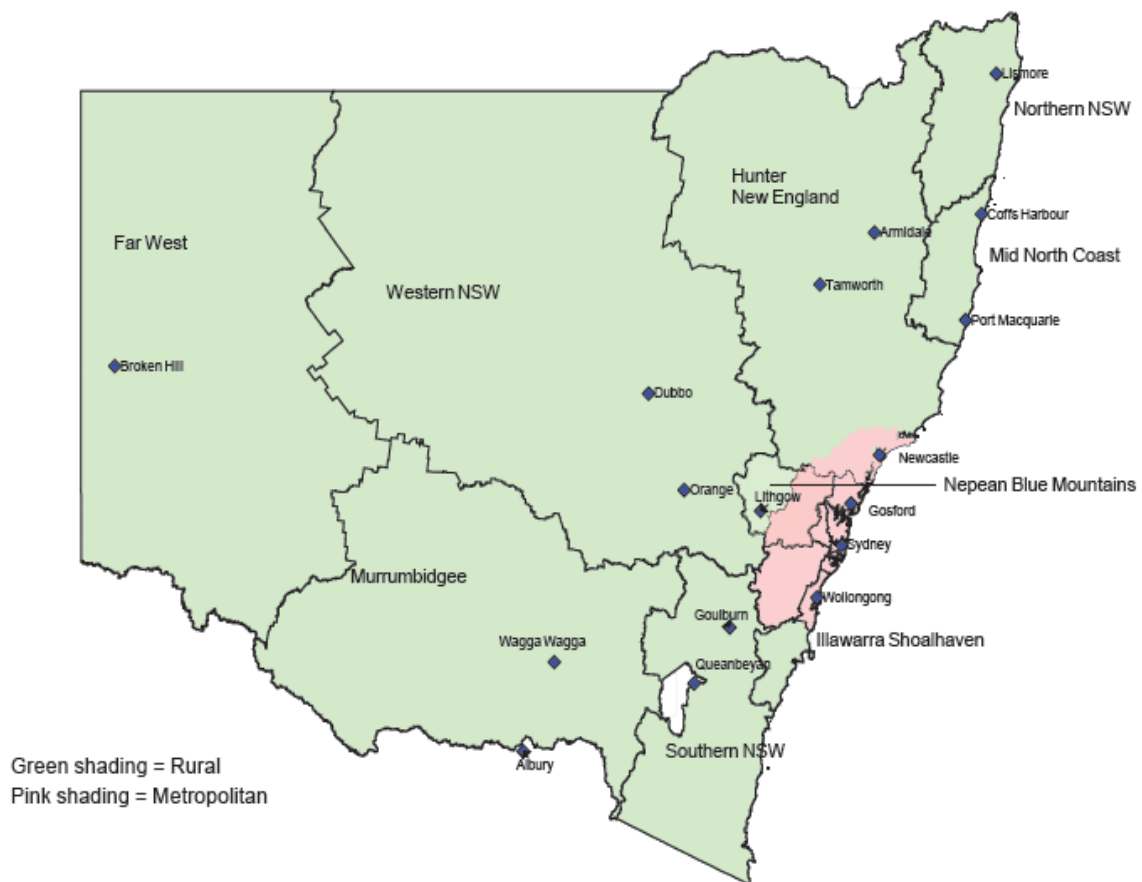 Lismore
Northern NSW
Hunter
New England
Coffs Harbour
Armidale
Far West
Mid North Coast
Tamworth
Western NSW
Port Macquarie
Broken Hill
Dubbo
Newcastle
Nepean Blue Mountains
Orange
Lithgow
Gosford
Sydney
Murrumbidgee
Wollongong
Goulburn
Illawarra Shoalhaven
Wagga Wagga
Queanbeyan
Southern NSW
Albury
Green shading = Rural
Pink shading = Metropolitan